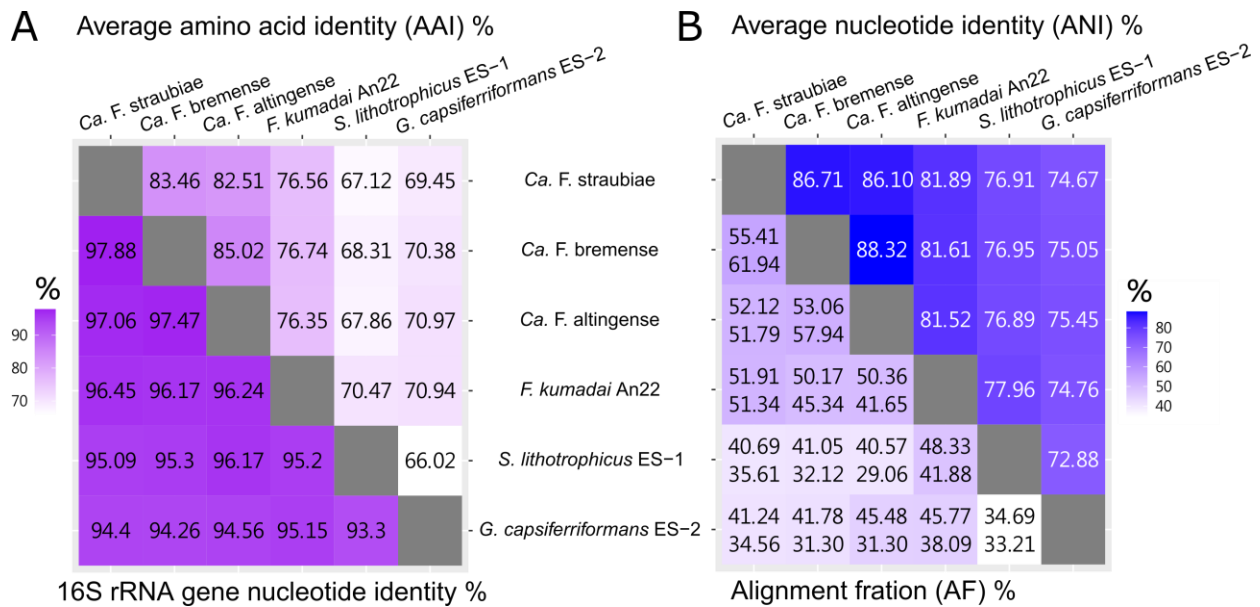 A Average amino acid identity (AAI) %
Ca. F. straubiae
Ca. F. bremense
Ca. F. altingense
F. kumadai An22
S. lithotrophicus ES−1
G. capsiferriformans ES−2
83.46 82.51 76.56 67.12 69.45
97.88 85.02 76.74 68.31 70.38
97.06 97.47 76.35 67.86 70.97
96.45 96.17 96.24 70.47 70.94
95.09 95.3 96.17 95.2 66.02
94.4 94.26 94.56 95.15 93.3
16S rRNA gene nucleotide identity %
%
90
80
70
Ca. F. straubiae
Ca. F. bremense
Ca. F. altingense
F. kumadai An22
S. lithotrophicus ES−1
G. capsiferriformans ES−2
B Average nucleotide identity (ANI) %
Ca. F. straubiae
Ca. F. bremense
Ca. F. altingense
F. kumadai An22
S. lithotrophicus ES−1
G. capsiferriformans ES−2
86.71 86.10 81.89 76.91 74.67
55.41 88.32 81.61 76.95 75.05
61.94
52.12 53.06 81.52 76.89 75.45
51.79 57.94
51.91 50.17 50.36 77.96 74.76
51.34 45.34 41.65
40.69 41.05 40.57 48.33 72.88
35.61 32.12 29.06 41.88
41.24 41.78 45.48 45.77 34.69
34.56 31.30 31.30 38.09 33.21
Alignment fration (AF) %
%
80
70
60
50
40